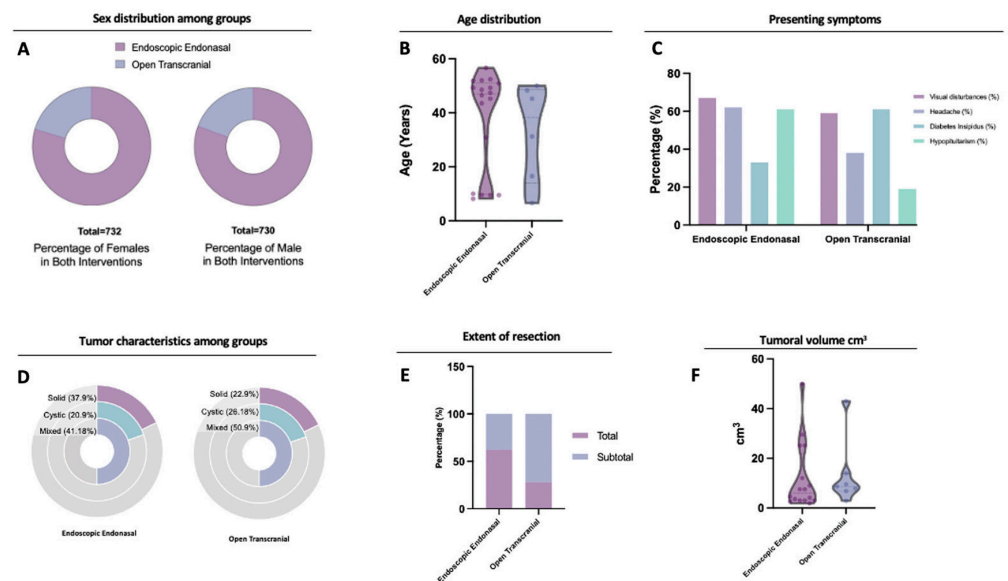 Sex distribution among groups
A
Endoscopic Endonasal
Open Transcranial
Total=732
Percentage of Females
in Both Interventions
Total=730
Percentage of Male
in Both Interventions
Age distribution
B
60
40
20
0
Age (Years)
Endoscopic Endonasal
Open Transcranial
Presenting symptoms
C
80
60
40
20
0
Percentage (%)
Endoscopic Endonasal
Open Transcranial
Visual disturbances (%)
Headache (%)
Diabetes Insipidus (%)
Hypopituitarism (%)
Tumor characteristics among groups
D
Solid (37.9%)
Cystic (20.9%)
Mixed (41.18%)
Endoscopic Endonasal
Solid (22.9%)
Cystic (26.18%)
Mixed (50.9%)
Open Transcranial
Extent of resection
E
150
100
50
0
Percentage (%)
Endoscopic Endonasal
Open Transcranial
Total
Subtotal
Tumoral volume cm³
F
60
40
20
0
cm³
Endoscopic Endonasal
Open Transcranial